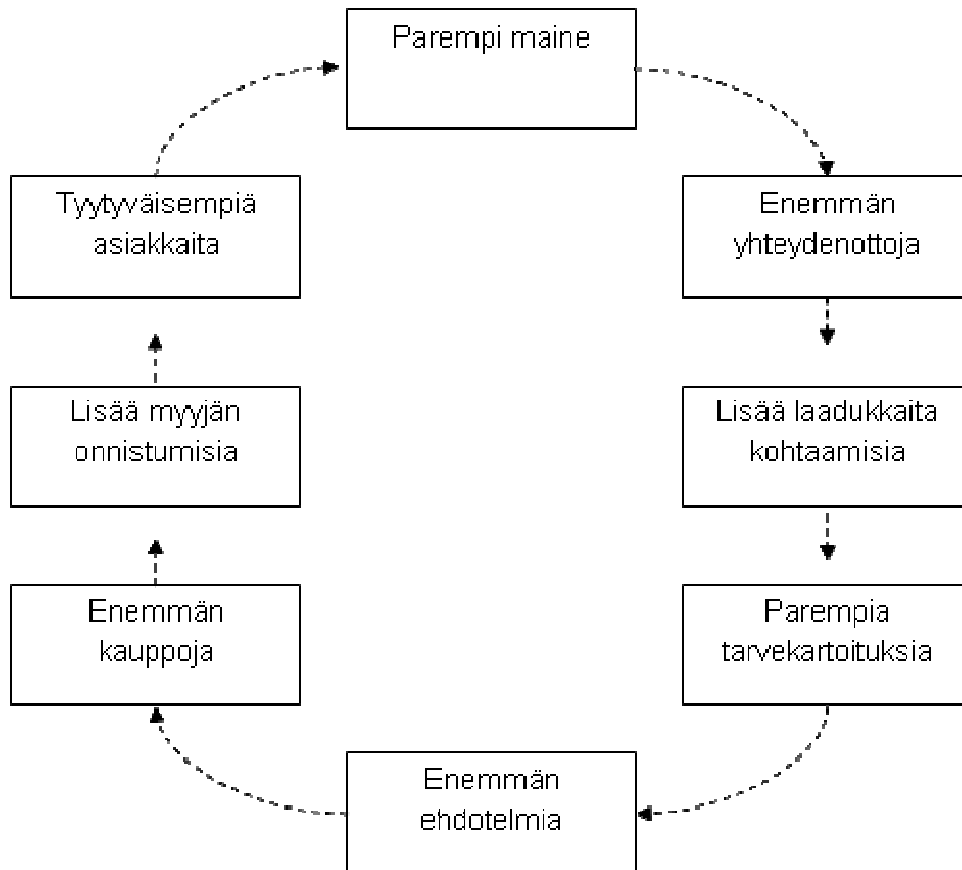 Parempi maine
Enemmän
yhteydenottoja
Lisää laadukkaita
kohtaamisia
Parempia
tarvekartoituksia
Enemmän
ehdotelmia
Enemmän
kauppoja
Lisää myyjän
onnistumisia
Tyytyväisempiä
asiakkaita